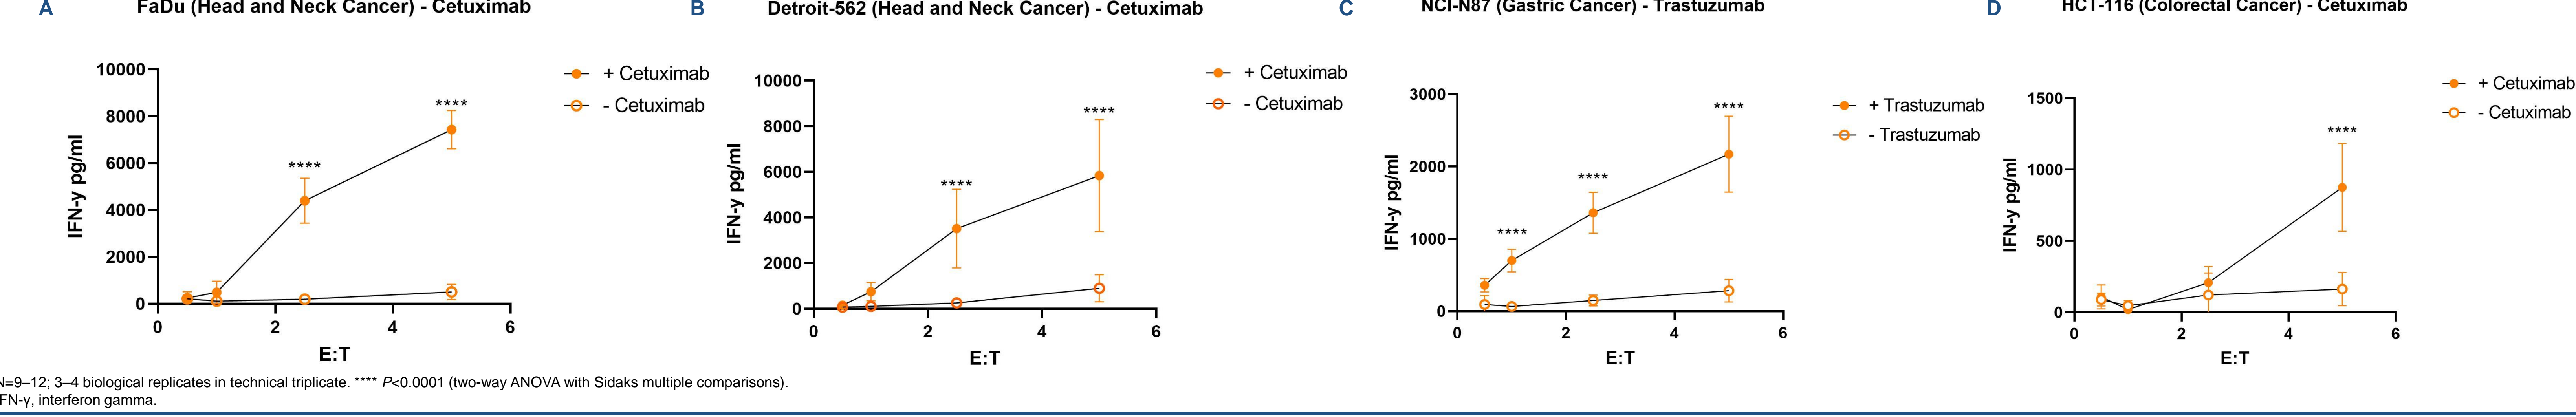 A FaDu (Head and Neck Cancer) - Cetuximab
10000
8000
6000
4000
2000
0
IFN-y pg/ml
0 2 4 6
E:T
+ Cetuximab
- Cetuximab
****
****
B Detroit-562 (Head and Neck Cancer) - Cetuximab
10000
8000
6000
4000
2000
0
IFN-y pg/ml
0 2 4 6
E:T
+ Cetuximab
- Cetuximab
****
****
C NCI-N87 (Gastric Cancer) - Trastuzumab
3000
2000
1000
0
IFN-y pg/ml
0 2 4 6
E:T
+ Trastuzumab
- Trastuzumab
****
****
****
D HCT-116 (Colorectal Cancer) - Cetuximab
1500
1000
500
0
IFN-y pg/ml
0 2 4 6
E:T
+ Cetuximab
- Cetuximab
****
N=9–12; 3–4 biological replicates in technical triplicate. **** P<0.0001 (two-way ANOVA with Sidaks multiple comparisons).
FN-γ, interferon gamma.